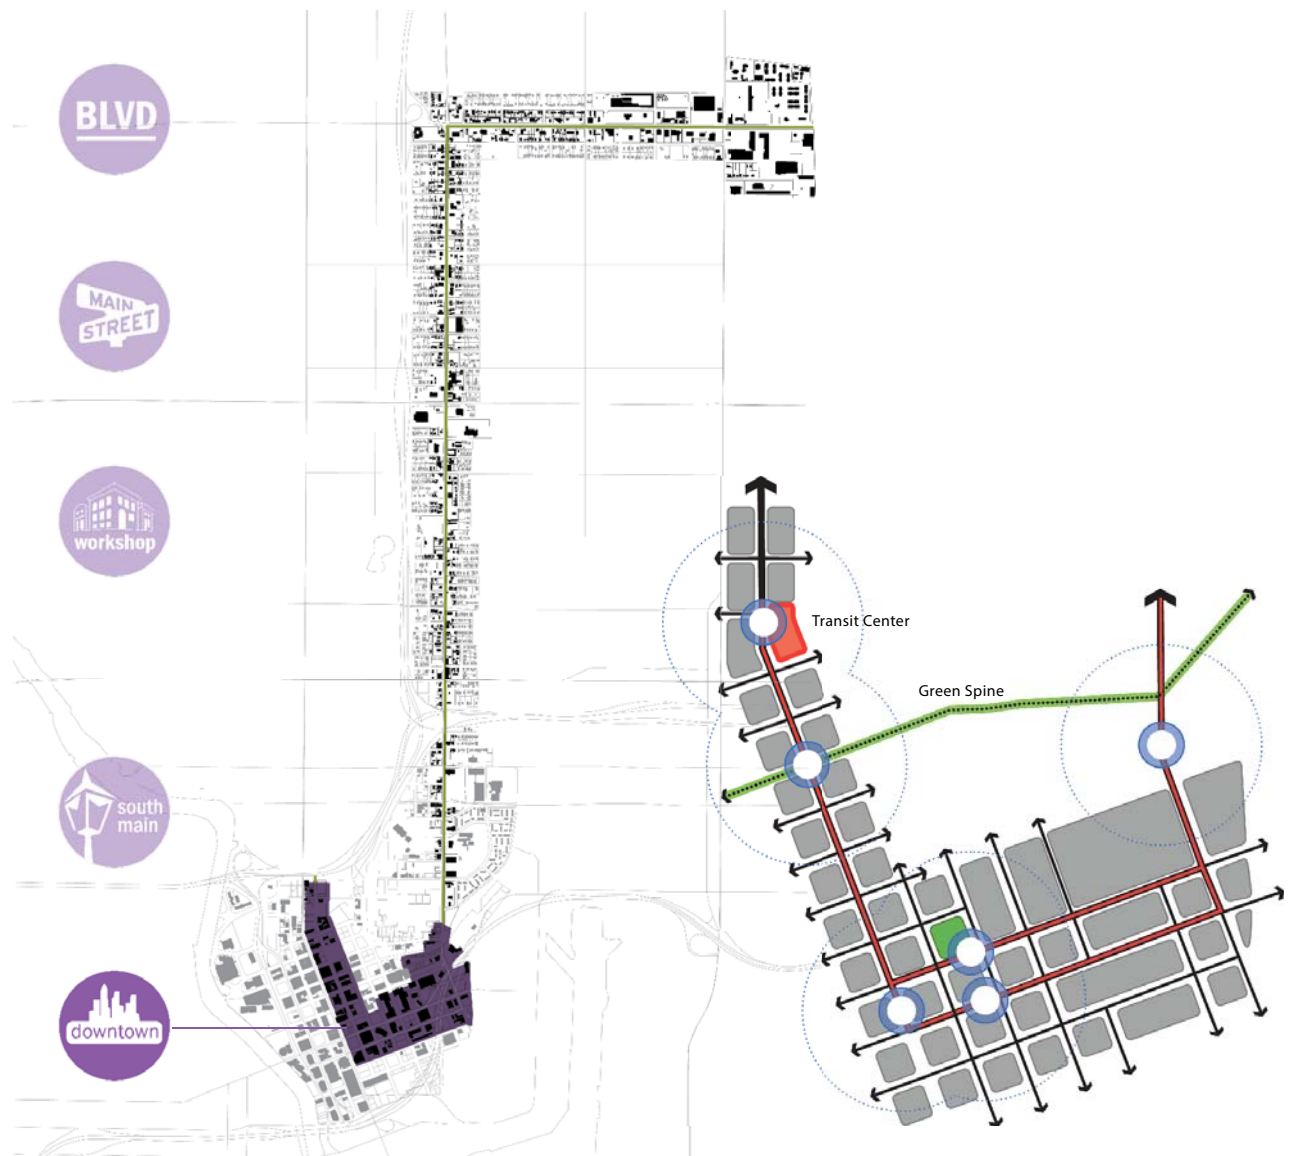 BLVD
MAIN
STREET
workshop
Transit Center
Green Spine
south
main
downtown